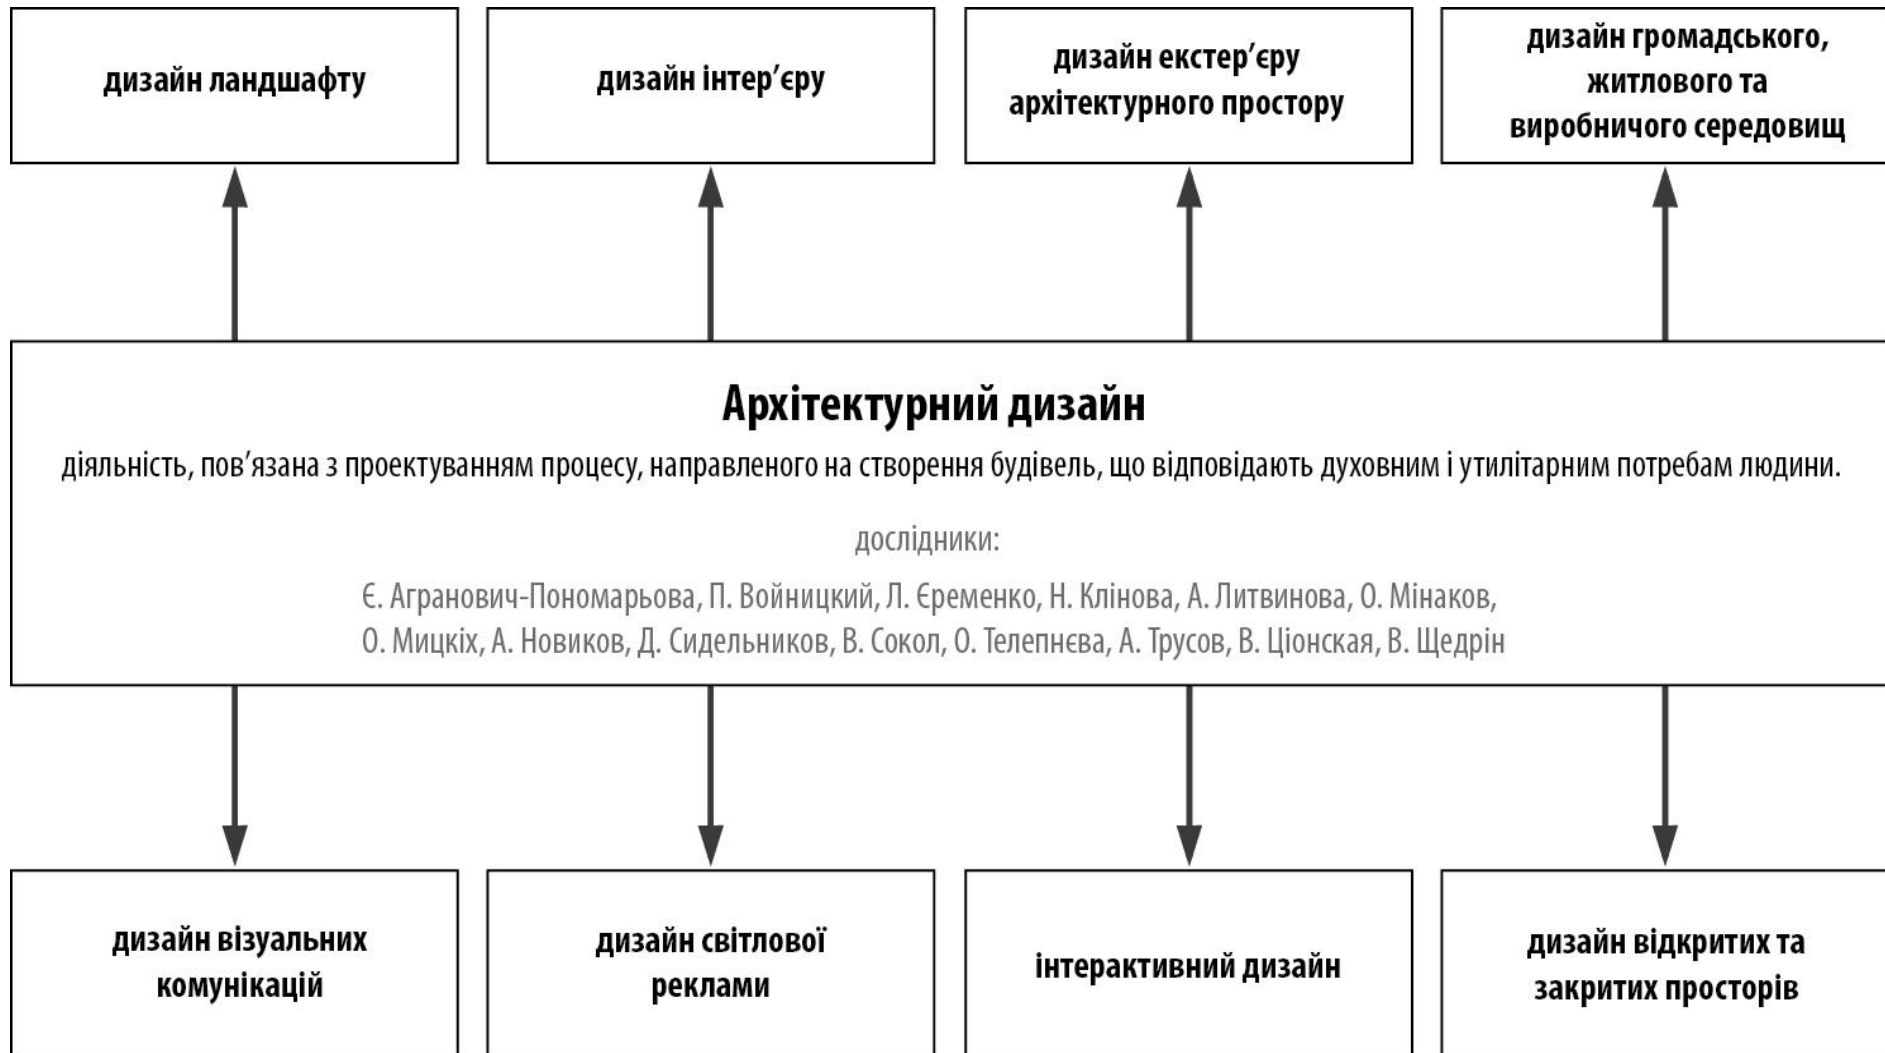 дизайн ландшафту
дизайн інтер’єру
дизайн екстер’єру
архітектурного простору
дизайн громадського,
житлового та
виробничого середовищ
Архітектурний дизайн
діяльність, пов’язана з проектуванням процесу, направленого на створення будівель, що відповідають духовним і утилітарним потребам людини.
дослідники:
Є. Агранович-Пономарьова, П. Войницкий, Л. Єременко, Н. Клінова, А. Литвинова, О. Мінаков,
О. Мицкіх, А. Новиков, Д. Сидельников, В. Сокол, О. Телепнєва, А. Трусов, В. Ціонская, В. Щедрін
дизайн візуальних
комунікацій
дизайн світлової
реклами
інтерактивний дизайн
дизайн відкритих та
закритих просторів